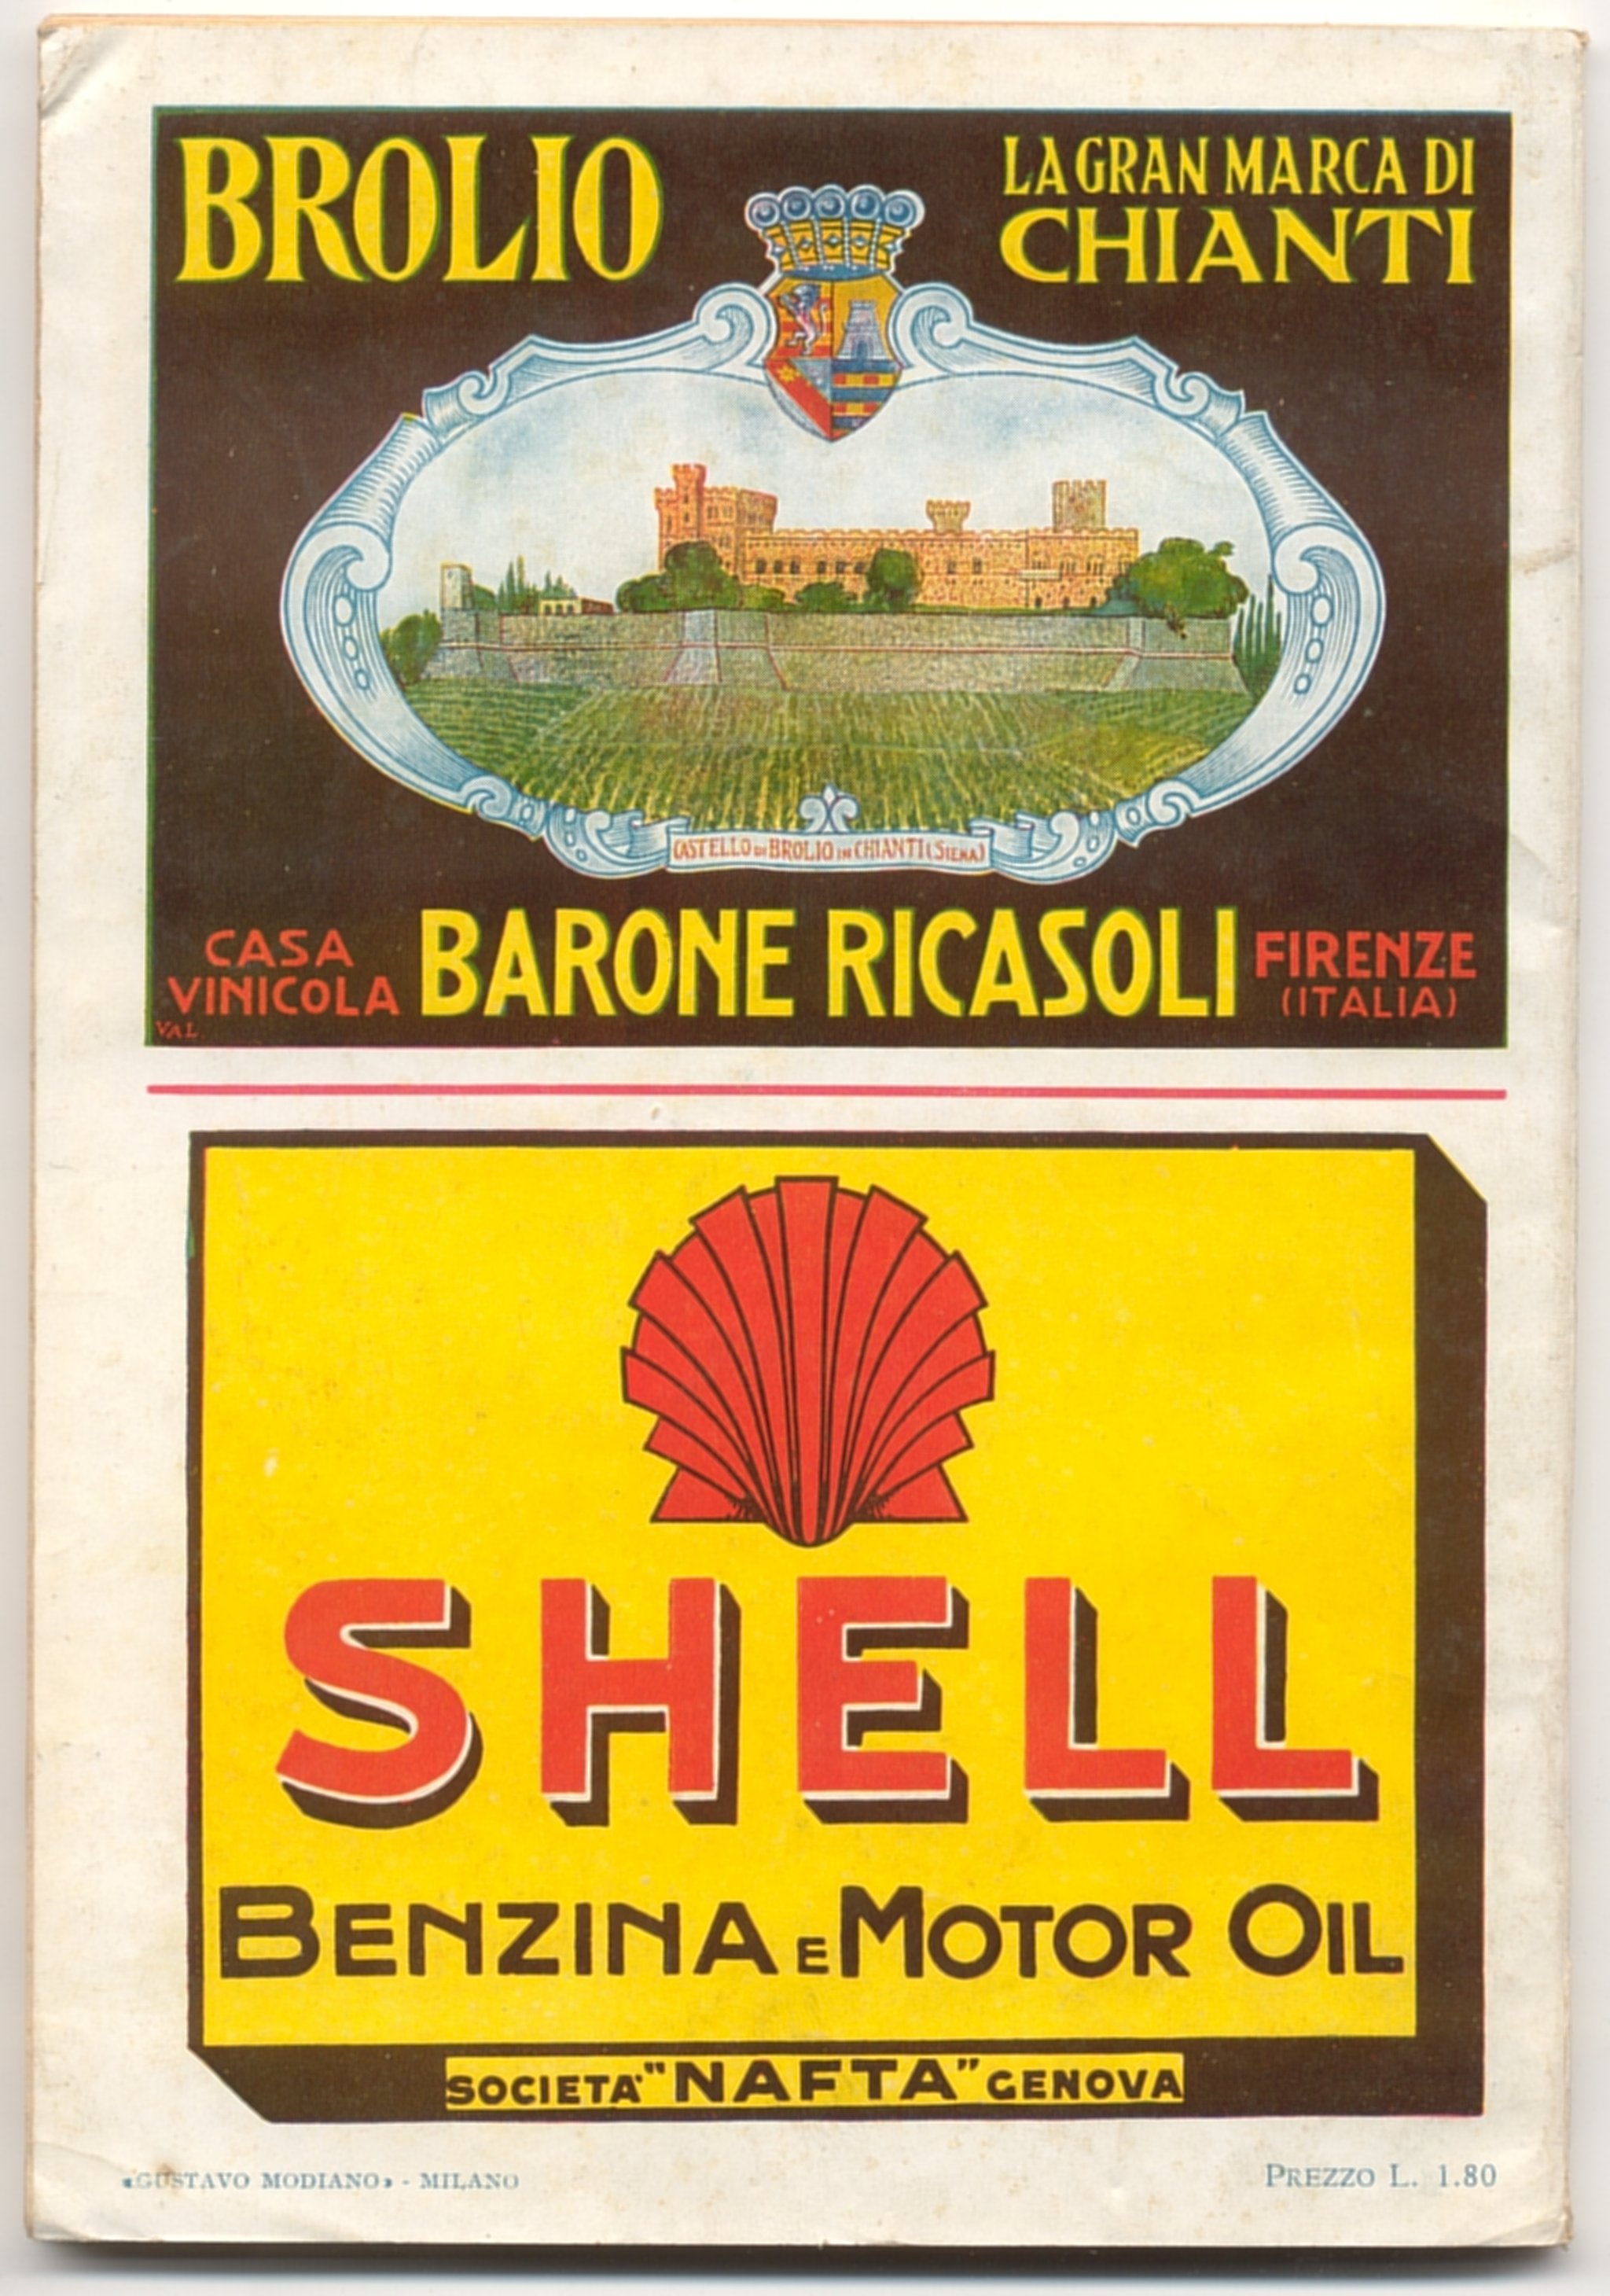 BROLIO
LA GRAN MARCA DI
CHIANTI
CASTELLO DI BROLIO IN CHIANTI (SIENA)
CASA
VINICOLA
BARONE RICASOLI
FIRENZE
(ITALIA)
VAL.
SHELL
BENZINA E MOTOR OIL
SOCIETA' "NAFTA" GENOVA
«GUSTAVO MODIANO» - MILANO
PREZZO L. 1.80